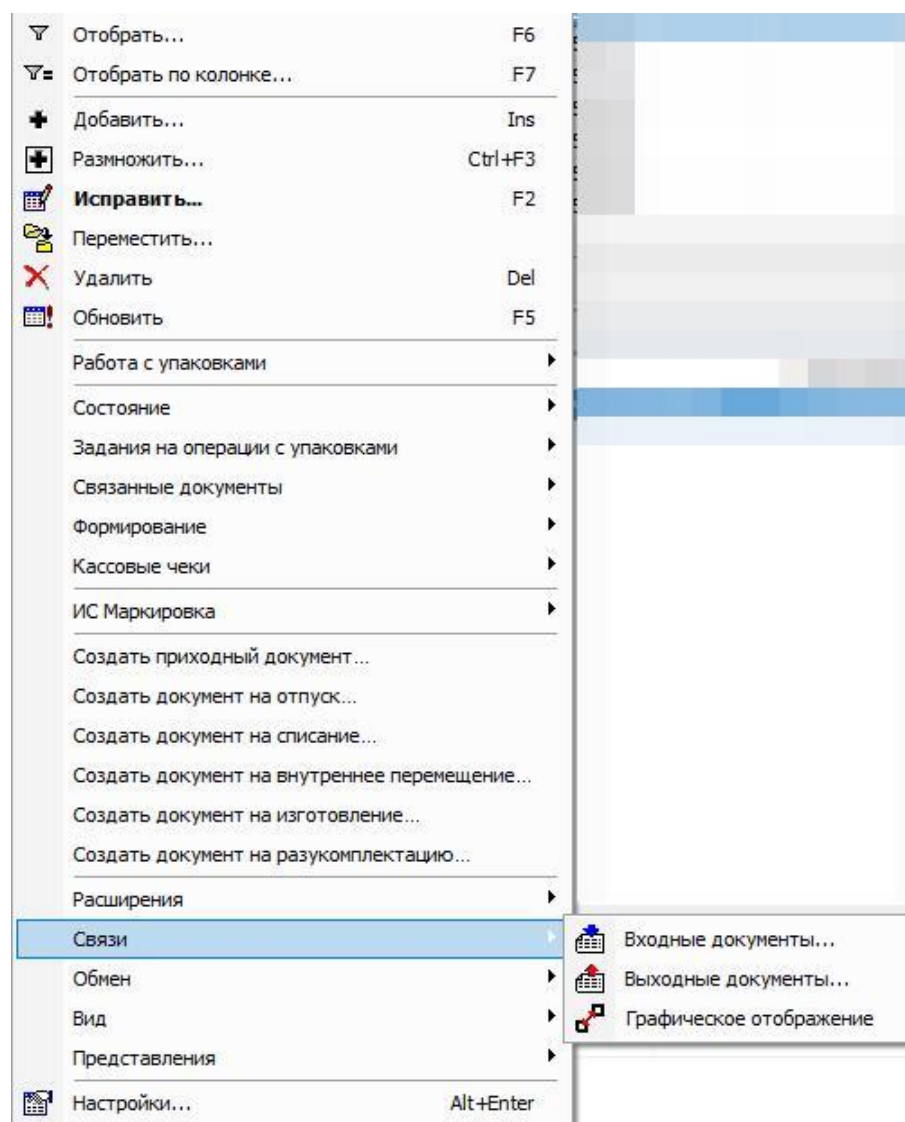 Отобрать... F6
Отобрать по колонке... F7
Добавить... Ins
Размножить... Ctrl+F3
Исправить... F2
Переместить...
Удалить Del
Обновить F5
Работа с упаковками
Состояние
Задания на операции с упаковками
Связанные документы
Формирование
Кассовые чеки
ИС Маркировка
Создать приходный документ...
Создать документ на отпуск...
Создать документ на списание...
Создать документ на внутреннее перемещение...
Создать документ на изготовление...
Создать документ на разукомплектацию...
Расширения
Связи
Входные документы...
Обмен
Выходные документы...
Вид
Графическое отображение
Представления
Настройки... Alt+Enter